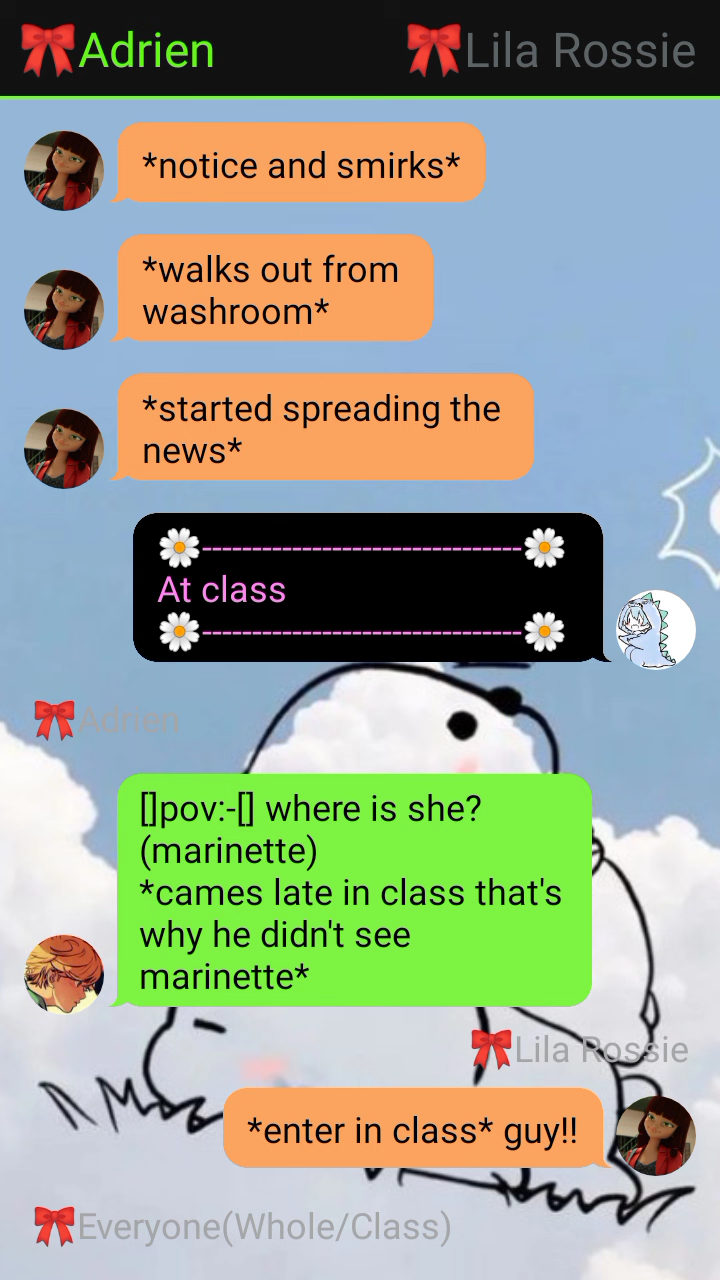 🎀Adrien 🎀Lila Rossie
*notice and smirks*
*walks out from
washroom*
*started spreading the
news*
🌼--------------------------------🌼
At class
🌼--------------------------------🌼
🎀Adrien
[]pov:-[] where is she?
(marinette)
*cames late in class that's
why he didn't see
marinette*
🎀Lila Rossie
*enter in class* guy!!
🎀Everyone(Whole/Class)